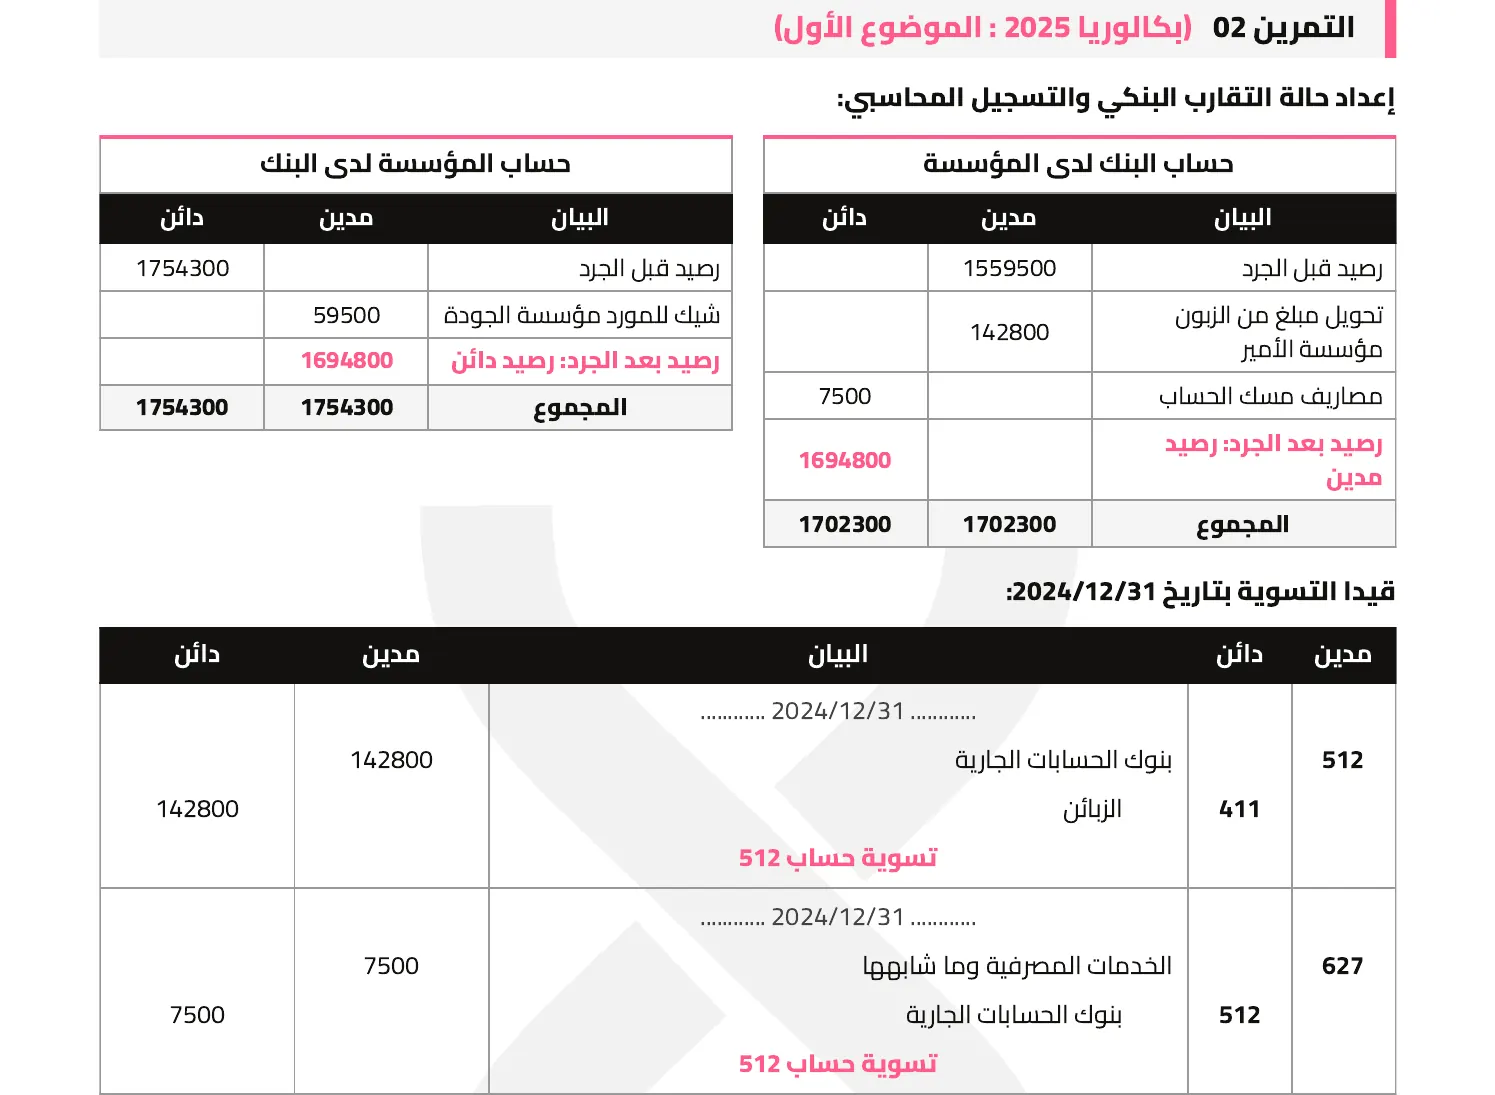 التمرين 02 (بكالوريا 2025 : الموضوع الأول)
إعداد حالة التقارب البنكي والتسجيل المحاسبي:
حساب البنك لدى المؤسسة
البيان مدين دائن
رصيد قبل الجرد 1559500
تحويل مبلغ من الزبون
مؤسسة الأمير 142800
مصاريف مسك الحساب 7500
رصيد بعد الجرد: رصيد
مدين 1694800
المجموع 1702300 1702300
حساب المؤسسة لدى البنك
البيان مدين دائن
رصيد قبل الجرد 1754300
شيك للمورد مؤسسة الجودة 59500
رصيد بعد الجرد: رصيد دائن 1694800
المجموع 1754300 1754300
قيدا التسوية بتاريخ 2024/12/31:
مدين دائن البيان مدين دائن
............ 2024/12/31 ............
512 بنوك الحسابات الجارية 142800
411 الزبائن 142800
تسوية حساب 512
............ 2024/12/31 ............
627 الخدمات المصرفية وما شابهها 7500
512 بنوك الحسابات الجارية 7500
تسوية حساب 512